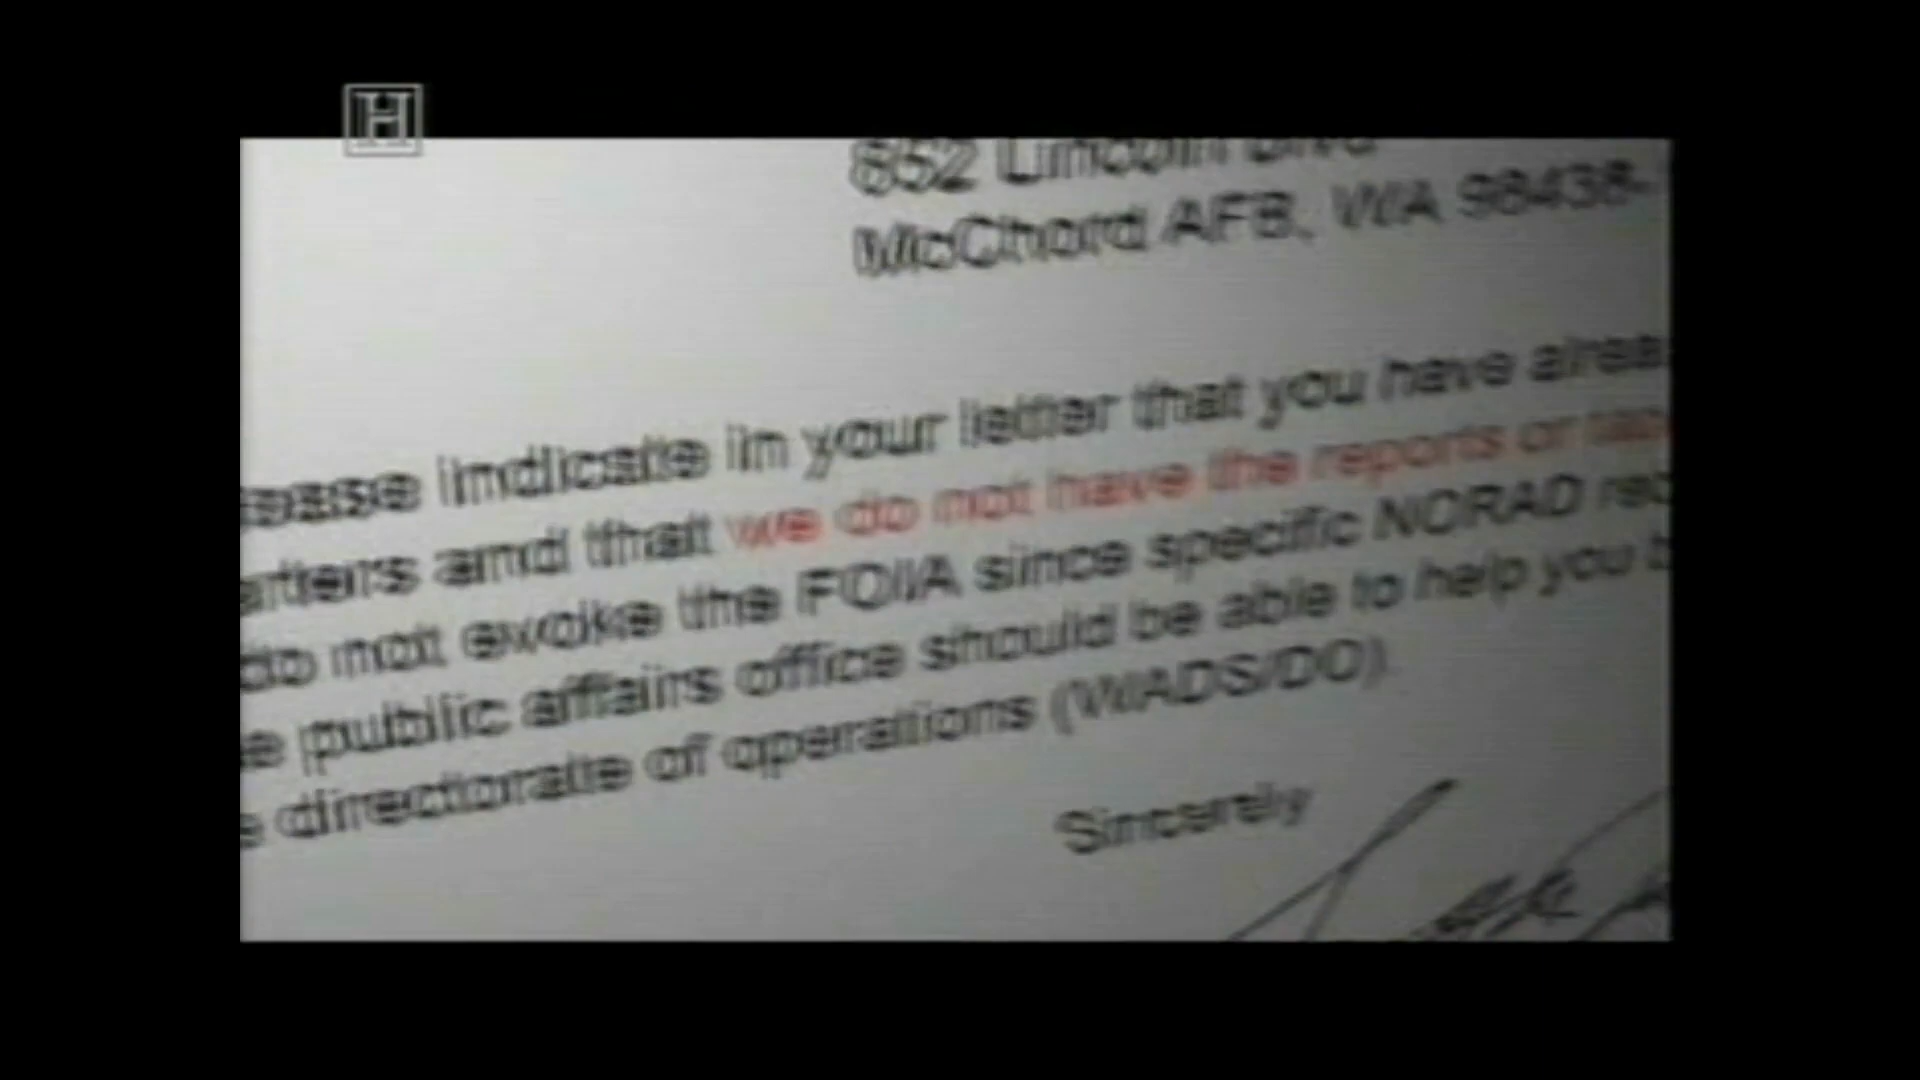 H
852 Lincoln Blvd
McChord AFB, WA 98438-
ease indicate in your letter that you have alrea
arters and that we do not have the reports or
do not evoke the FOIA since specific NORAD rec
e public affairs office should be able to help you b
e directorate of operations (WADS/DO).
Sincerely